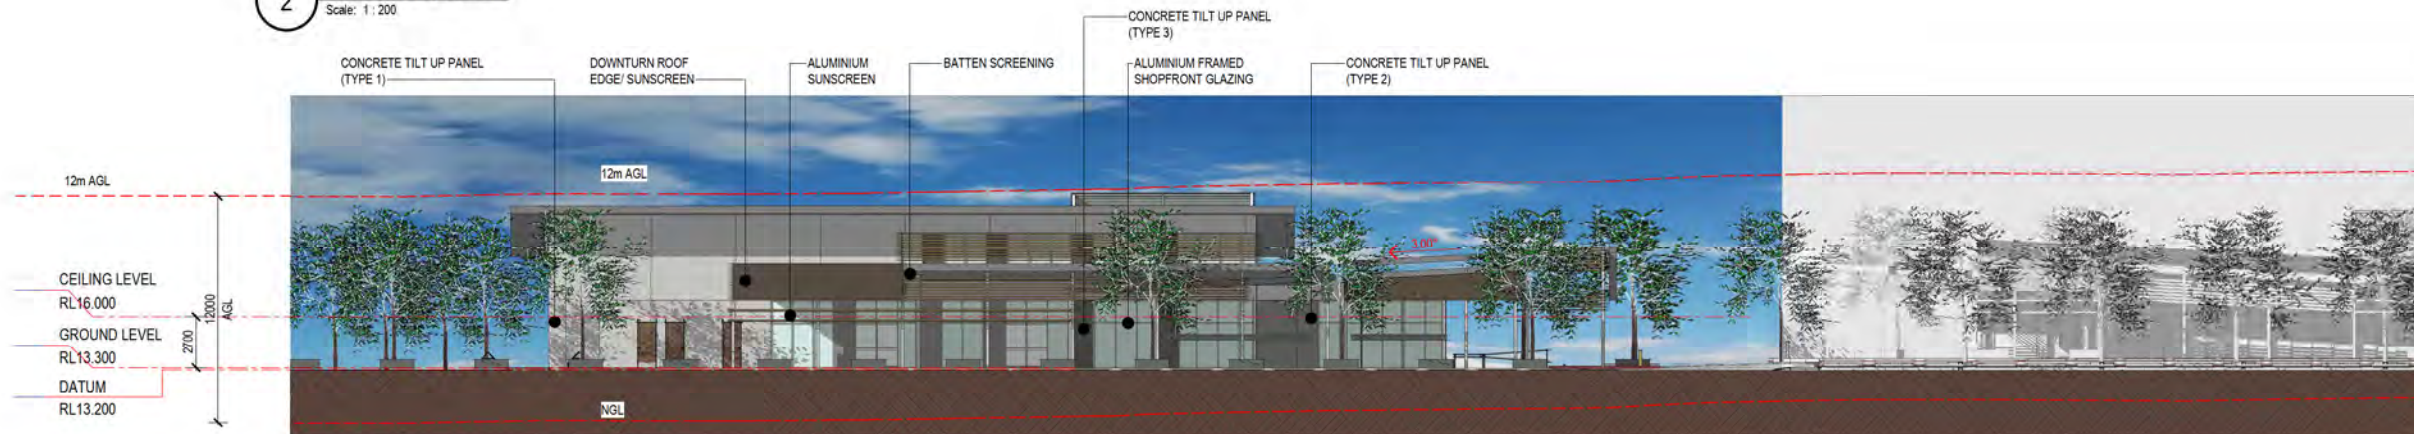 2
Scale: 1 : 200
CONCRETE TILT UP PANEL
(TYPE 3)
CONCRETE TILT UP PANEL
(TYPE 1)
DOWNTURN ROOF
EDGE/ SUNSCREEN
ALUMINIUM
SUNSCREEN
BATTEN SCREENING
ALUMINIUM FRAMED
SHOPFRONT GLAZING
CONCRETE TILT UP PANEL
(TYPE 2)
12m AGL
12m AGL
3.00°
CEILING LEVEL
RL16.000
12000
AGL
GROUND LEVEL
RL13.300
2700
DATUM
RL13.200
NGL